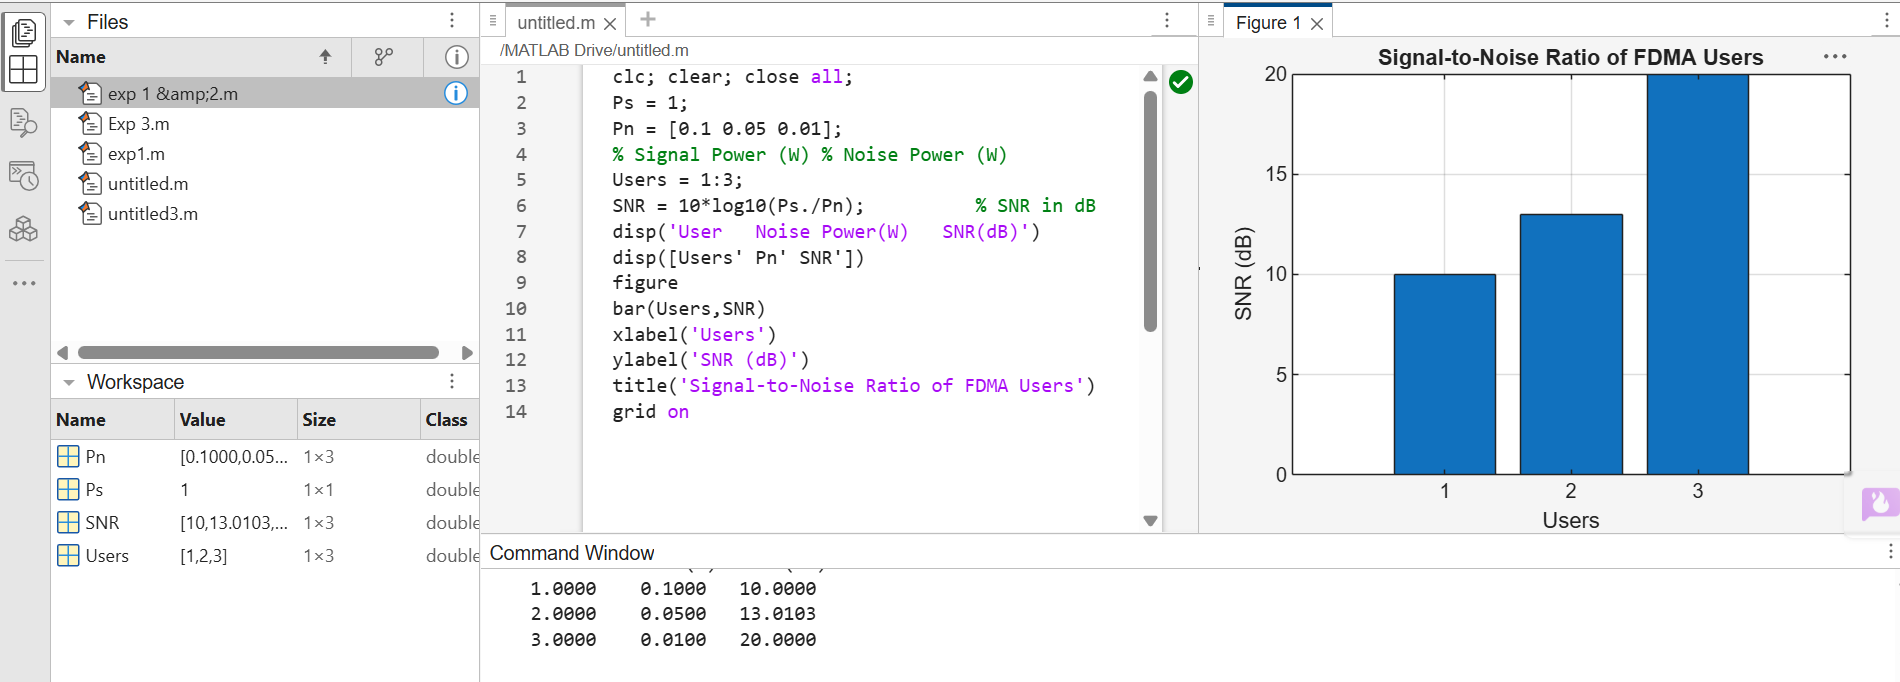 Files
Name
exp 1 &amp;2.m
Exp 3.m
exp1.m
untitled.m
untitled3.m
Workspace
Name Value Size Class
Pn [0.1000,0.05... 1×3 double
Ps 1 1×1 double
SNR [10,13.0103,... 1×3 double
Users [1,2,3] 1×3 double
untitled.m
/MATLAB Drive/untitled.m
1 clc; clear; close all;
2 Ps = 1;
3 Pn = [0.1 0.05 0.01];
4 % Signal Power (W) % Noise Power (W)
5 Users = 1:3;
6 SNR = 10*log10(Ps./Pn); % SNR in dB
7 disp('User   Noise Power(W)   SNR(dB)')
8 disp([Users' Pn' SNR'])
9 figure
10 bar(Users,SNR)
11 xlabel('Users')
12 ylabel('SNR (dB)')
13 title('Signal-to-Noise Ratio of FDMA Users')
14 grid on
Figure 1
Signal-to-Noise Ratio of FDMA Users
20
15
10
5
0
SNR (dB)
1 2 3
Users
Command Window
1.0000 0.1000 10.0000
2.0000 0.0500 13.0103
3.0000 0.0100 20.0000